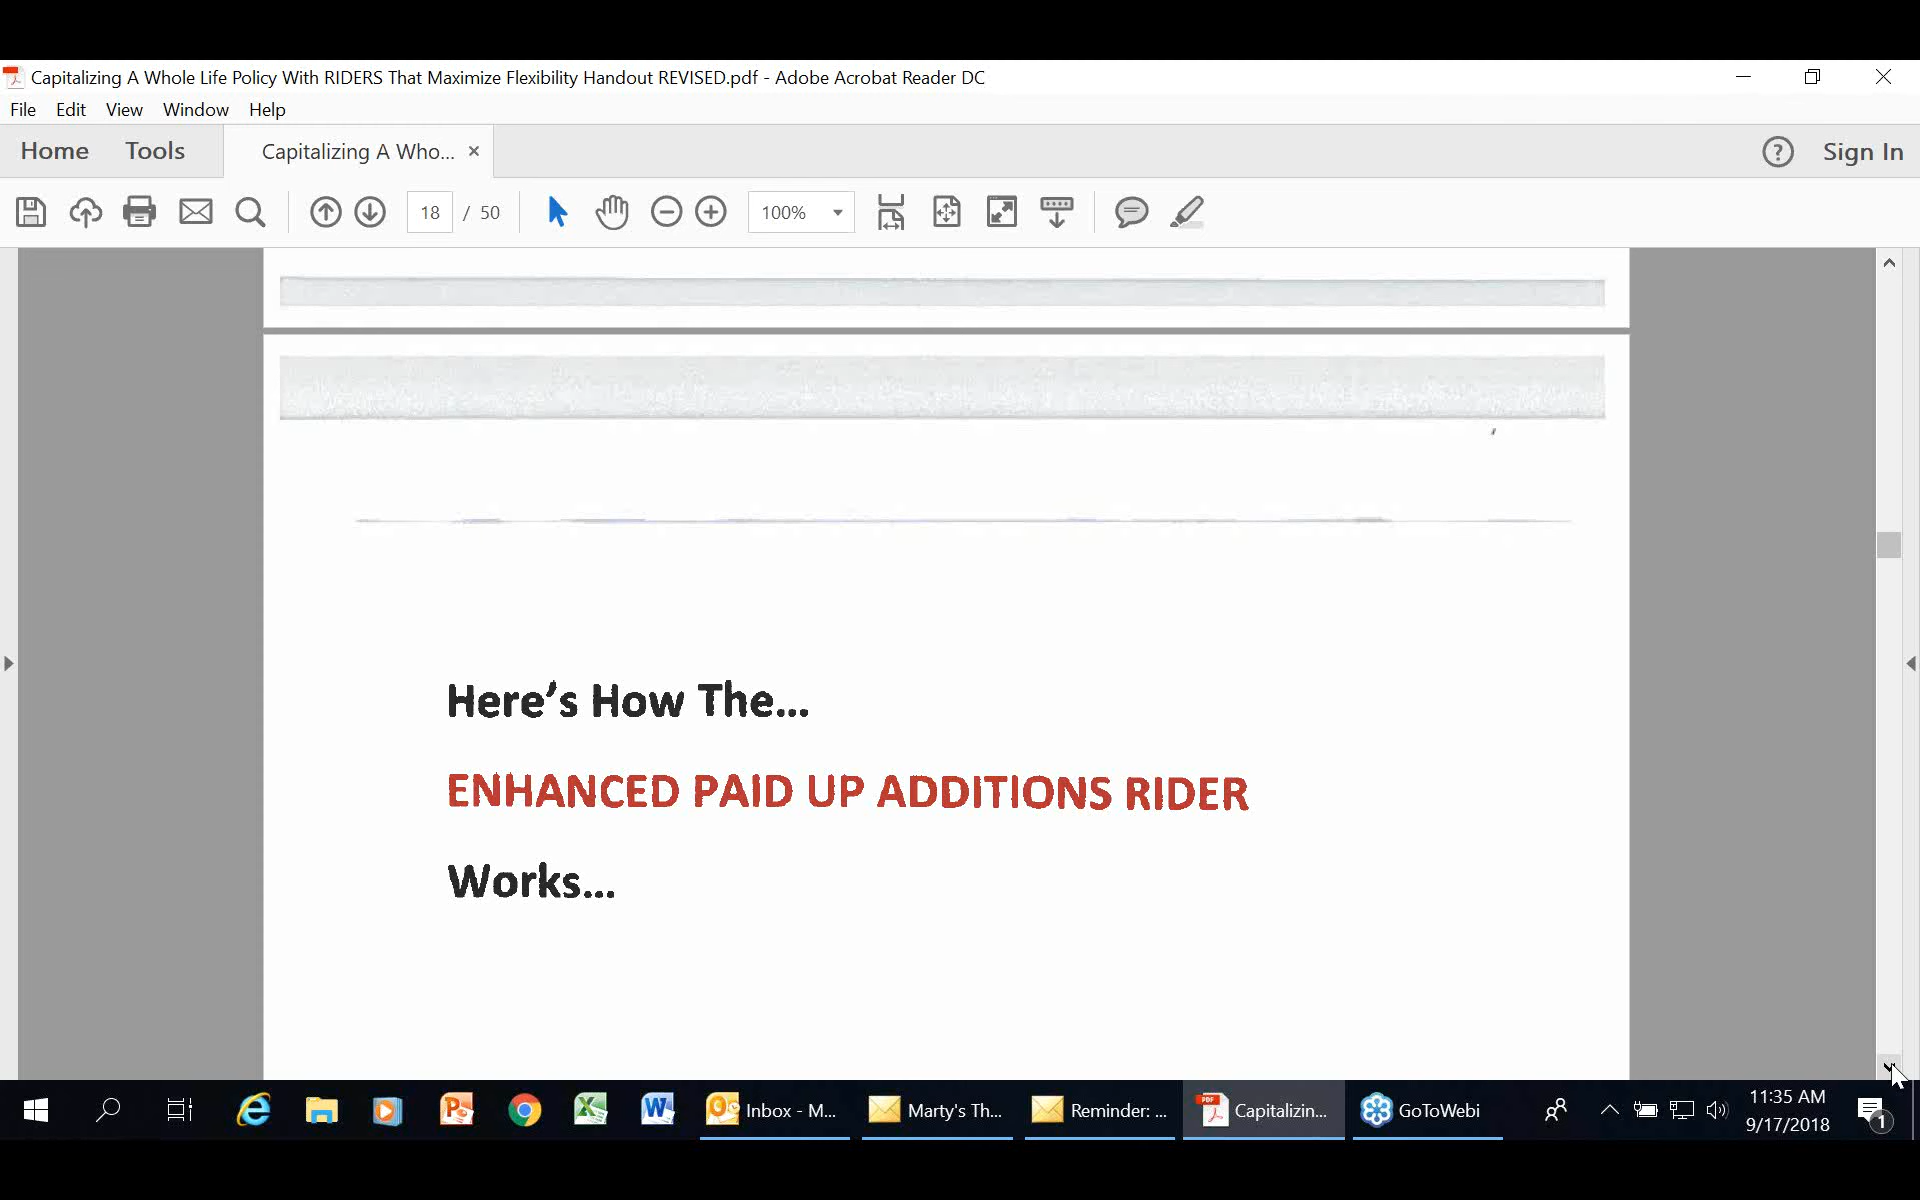 Capitalizing A Whole Life Policy With RIDERS That Maximize Flexibility Handout REVISED.pdf - Adobe Acrobat Reader DC
File Edit View Window Help
Home Tools Capitalizing A Who... × ? Sign In
18 / 50 100%
Here's How The...
ENHANCED PAID UP ADDITIONS RIDER
Works...
Inbox - M... Marty's Th... Reminder: ... Capitalizin... GoToWebi
11:35 AM
9/17/2018
1